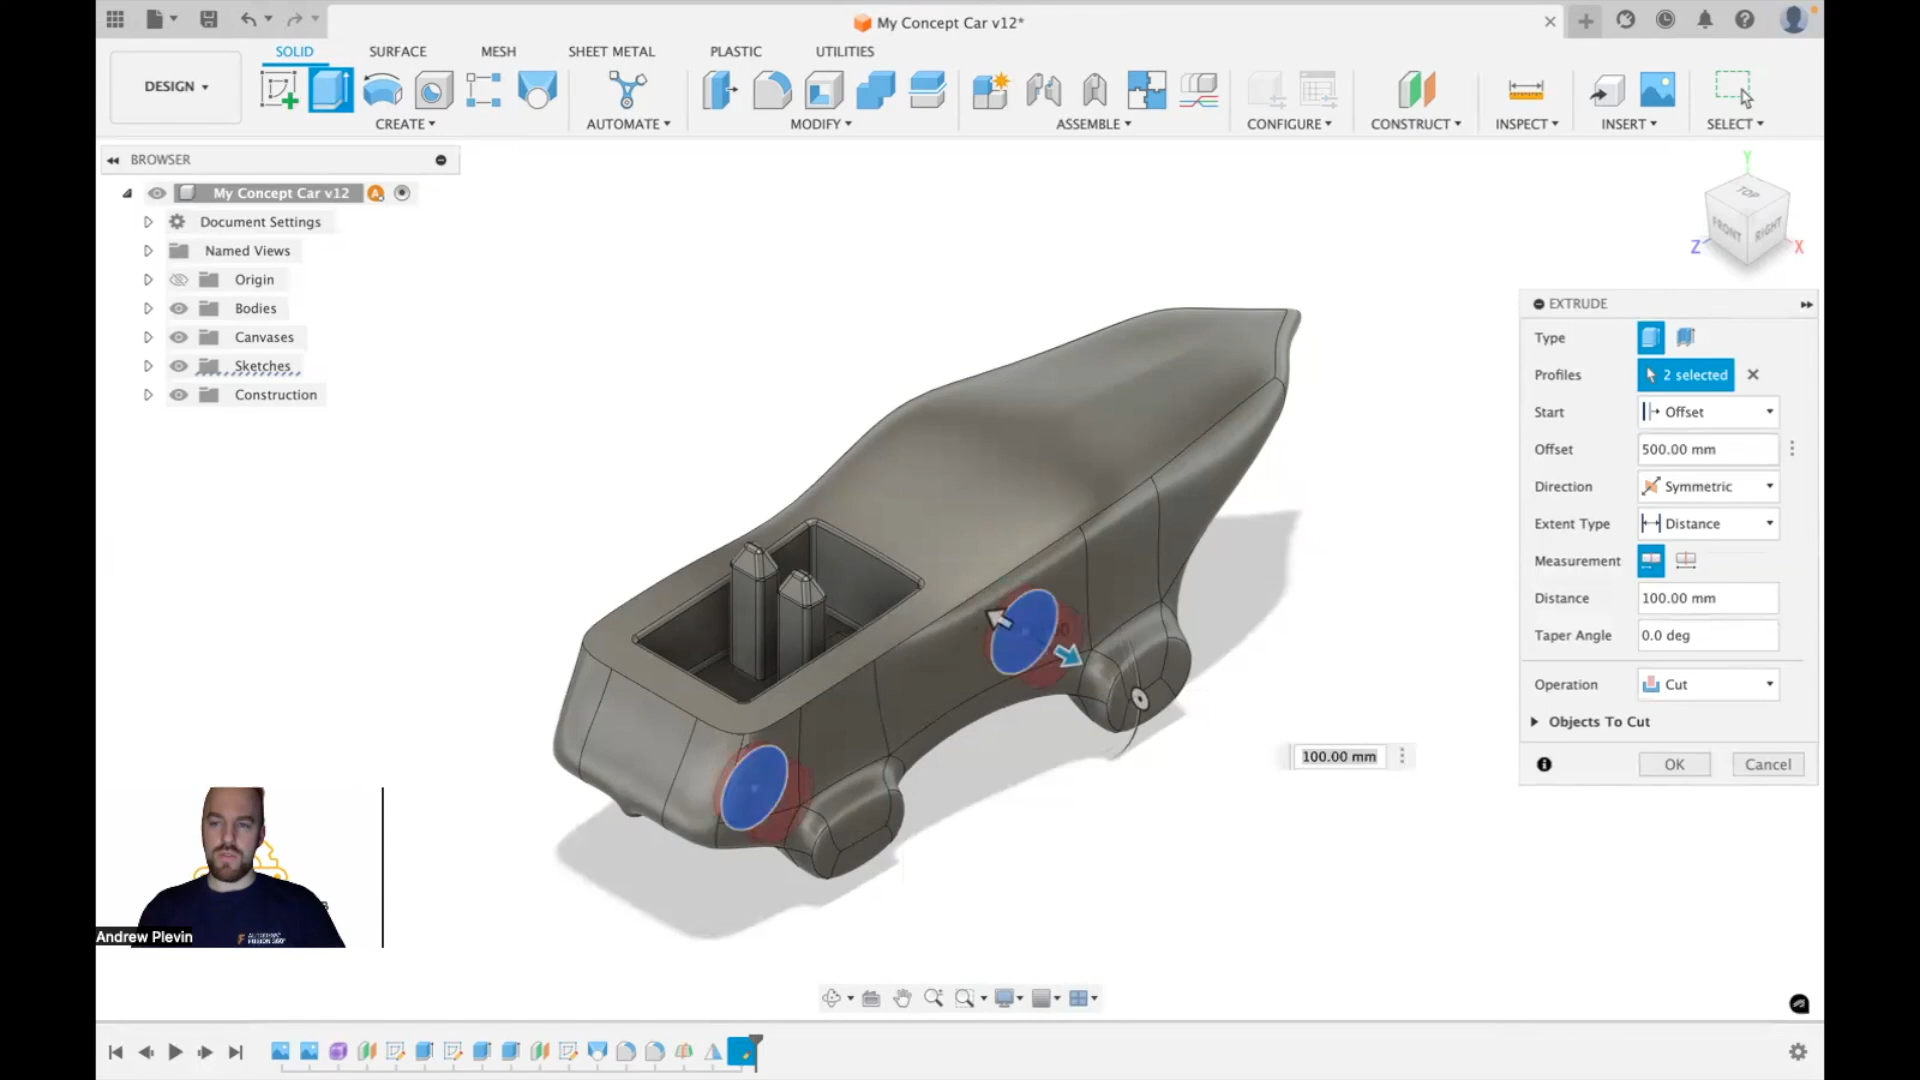 My Concept Car v12*
DESIGN
SOLID
SURFACE
MESH
SHEET METAL
PLASTIC
UTILITIES
CREATE
AUTOMATE
MODIFY
ASSEMBLE
CONFIGURE
CONSTRUCT
INSPECT
INSERT
SELECT
BROWSER
My Concept Car v12
Document Settings
Named Views
Origin
Bodies
Canvases
Sketches
Construction
Y
TOP
FRONT
RIGHT
Z
X
EXTRUDE
Type
Profiles 2 selected
Start Offset
Offset 500.00 mm
Direction Symmetric
Extent Type Distance
Measurement
Distance 100.00 mm
Taper Angle 0.0 deg
Operation Cut
Objects To Cut
OK Cancel
100.00 mm
Andrew Plevin
AUTODESK
FUSION 360